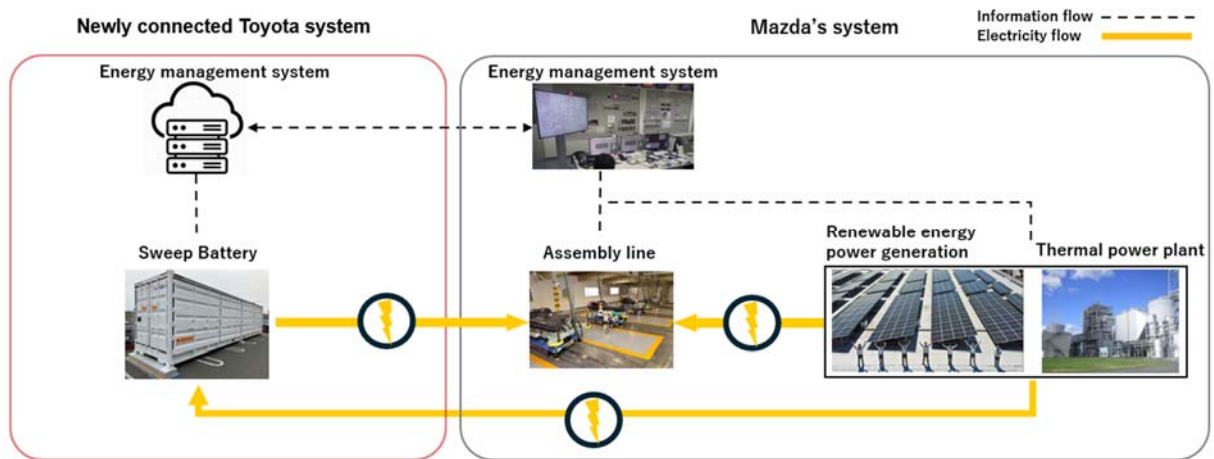 Newly connected Toyota system
Mazda's system
Information flow
Electricity flow
Energy management system
Energy management system
Sweep Battery
Assembly line
Renewable energy
power generation
Thermal power plant